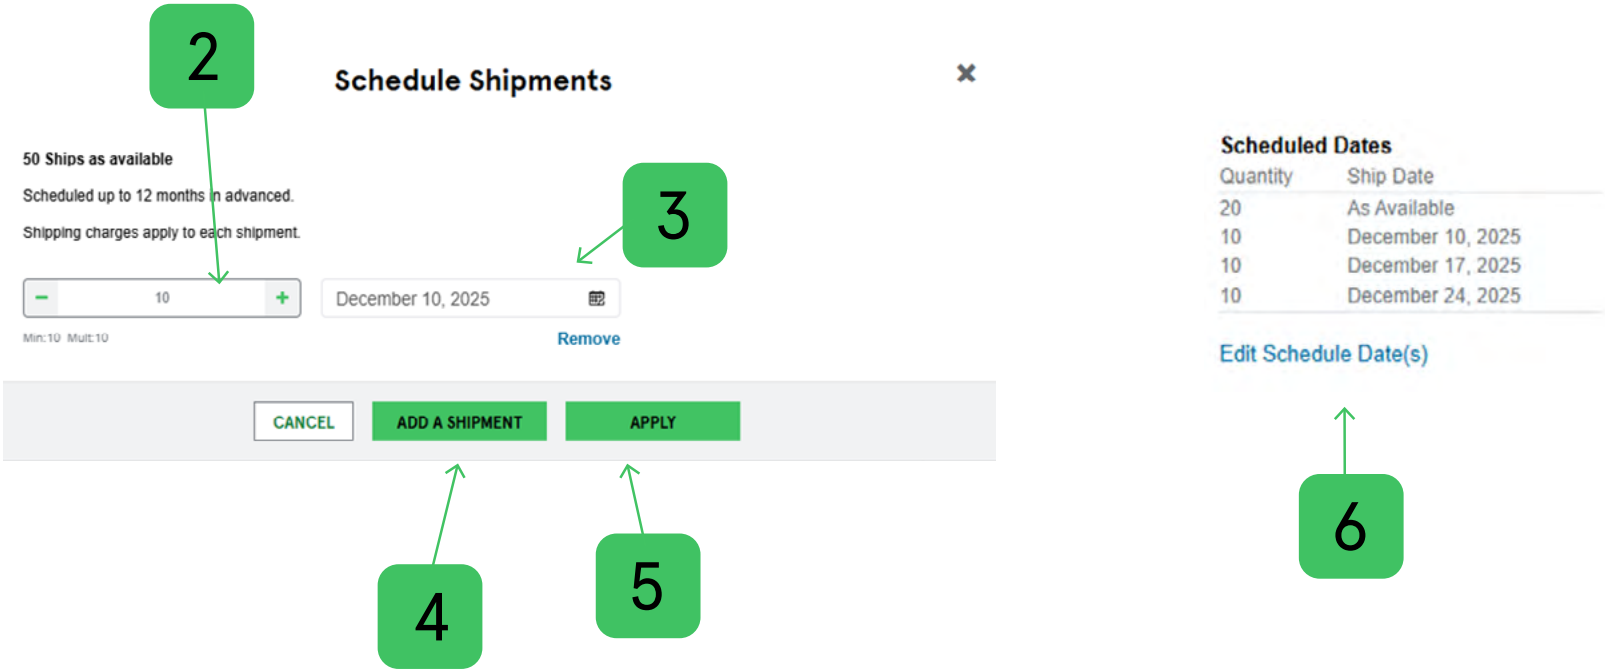 2
Schedule Shipments
50 Ships as available
Scheduled up to 12 months in advanced.
Shipping charges apply to each shipment.
3
10
December 10, 2025
Min:10 Mult:10
Remove
CANCEL
ADD A SHIPMENT
APPLY
4
5
Scheduled Dates
Quantity Ship Date
20 As Available
10 December 10, 2025
10 December 17, 2025
10 December 24, 2025
Edit Schedule Date(s)
6